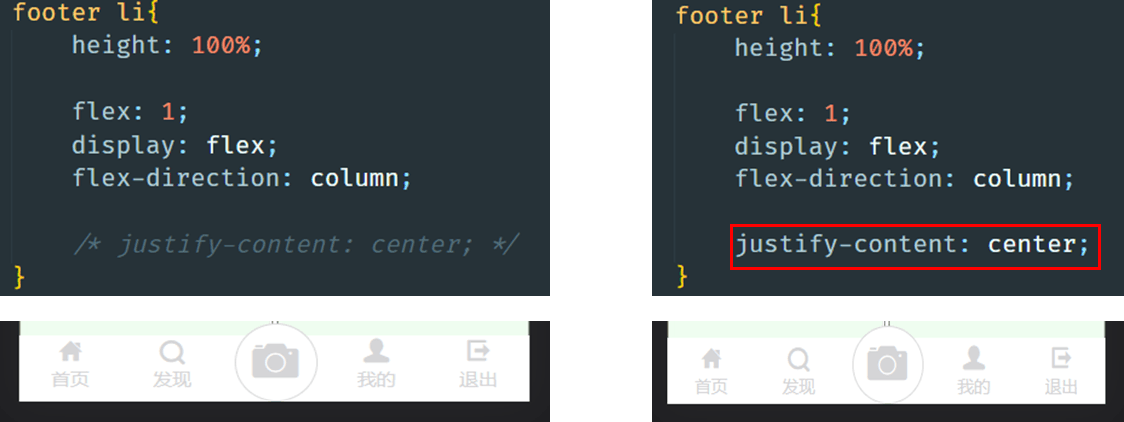 footer li{
height: 100%;
flex: 1;
display: flex;
flex-direction: column;
/* justify-content: center; */
}
首页 发现 我的 退出
footer li{
height: 100%;
flex: 1;
display: flex;
flex-direction: column;
justify-content: center;
}
首页 发现 我的 退出